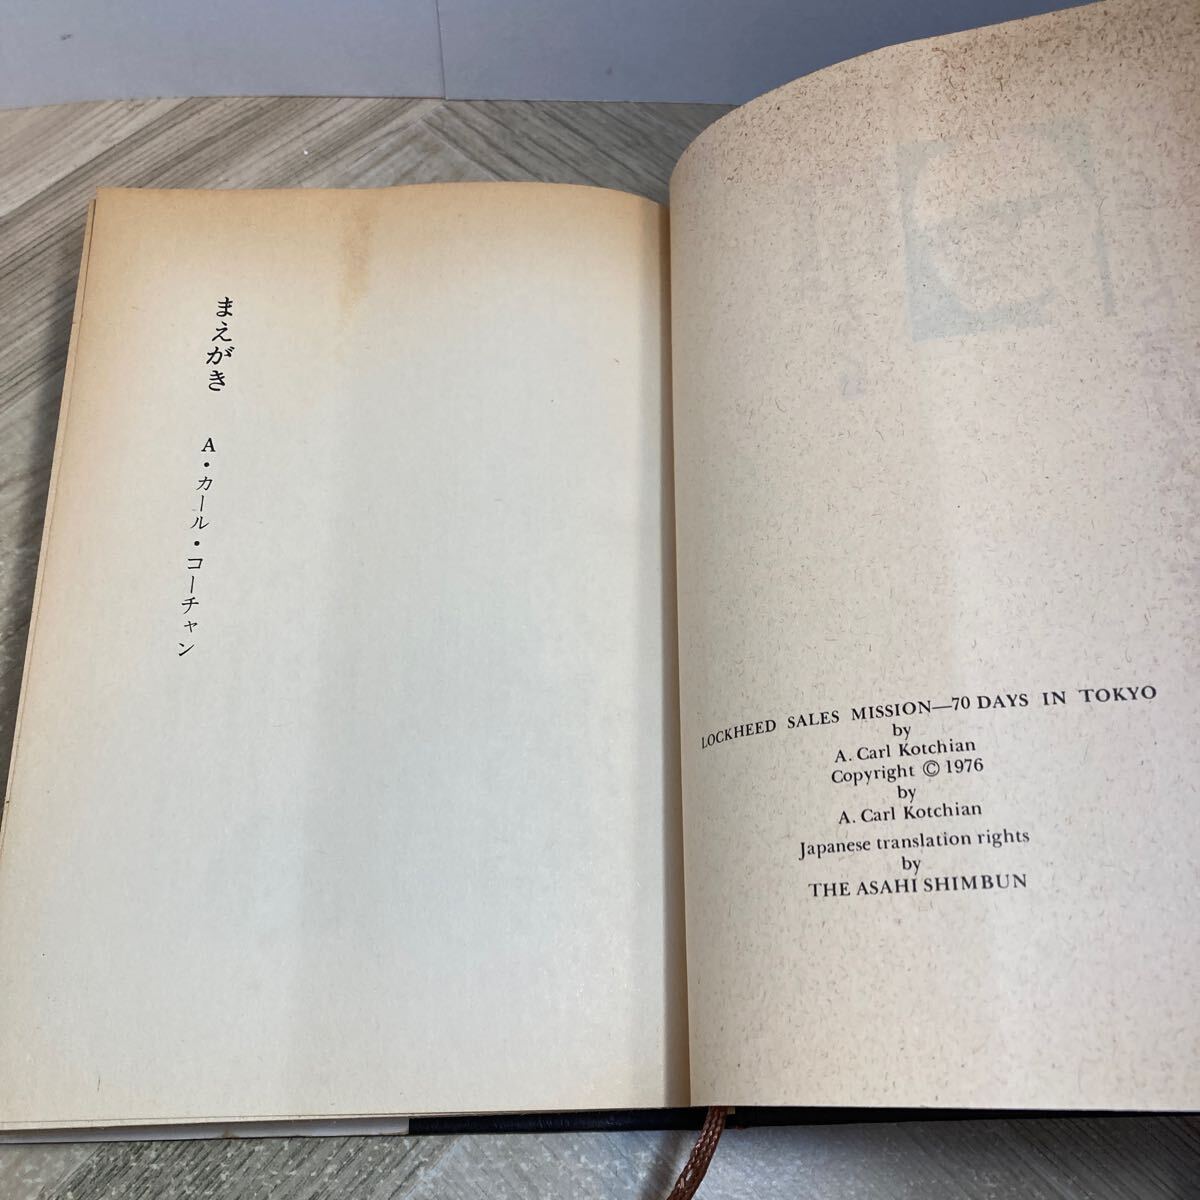 LOCKHEED SALES MISSION—70 DAYS IN TOKYO
by
A. Carl Kotchian
Copyright © 1976
by
A. Carl Kotchian
Japanese translation rights
by
THE ASAHI SHIMBUN
まえがき A・カール・コーチャン